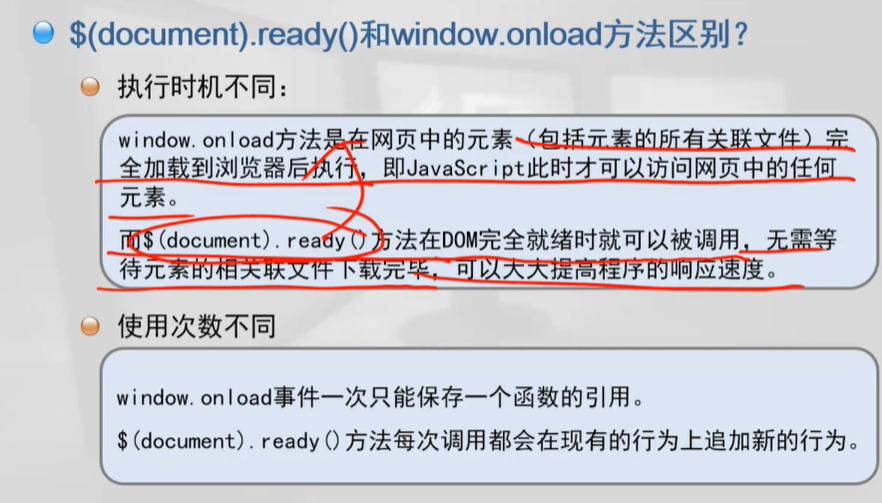 $(document).ready()和window.onload方法区别？
执行时机不同：
window.onload方法是在网页中的元素（包括元素的所有关联文件）完
全加载到浏览器后执行，即JavaScript此时才可以访问网页中的任何
元素。
而$(document).ready()方法在DOM完全就绪时就可以被调用，无需等
待元素的相关联文件下载完毕，可以大大提高程序的响应速度。
使用次数不同
window.onload事件一次只能保存一个函数的引用。
$(document).ready()方法每次调用都会在现有的行为上追加新的行为。